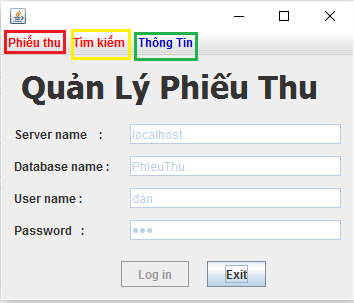 Phiếu thu Tìm kiếm Thông Tin
Quản Lý Phiếu Thu
Server name : localhost
Database name : PhieuThu
User name : dan
Password : ●●●
Log in Exit